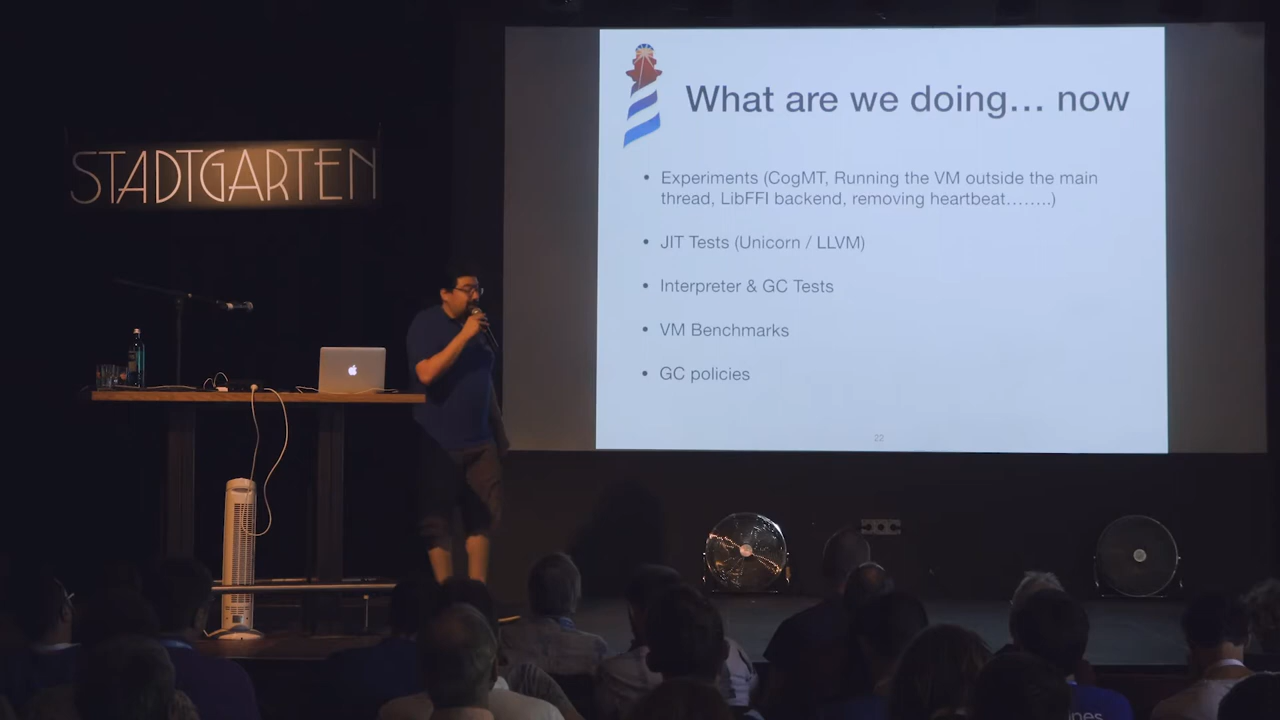 STADTGARTEN
What are we doing… now
• Experiments (CogMT, Running the VM outside the main
thread, LibFFI backend, removing heartbeat……..)
• JIT Tests (Unicorn / LLVM)
• Interpreter & GC Tests
• VM Benchmarks
• GC policies
22